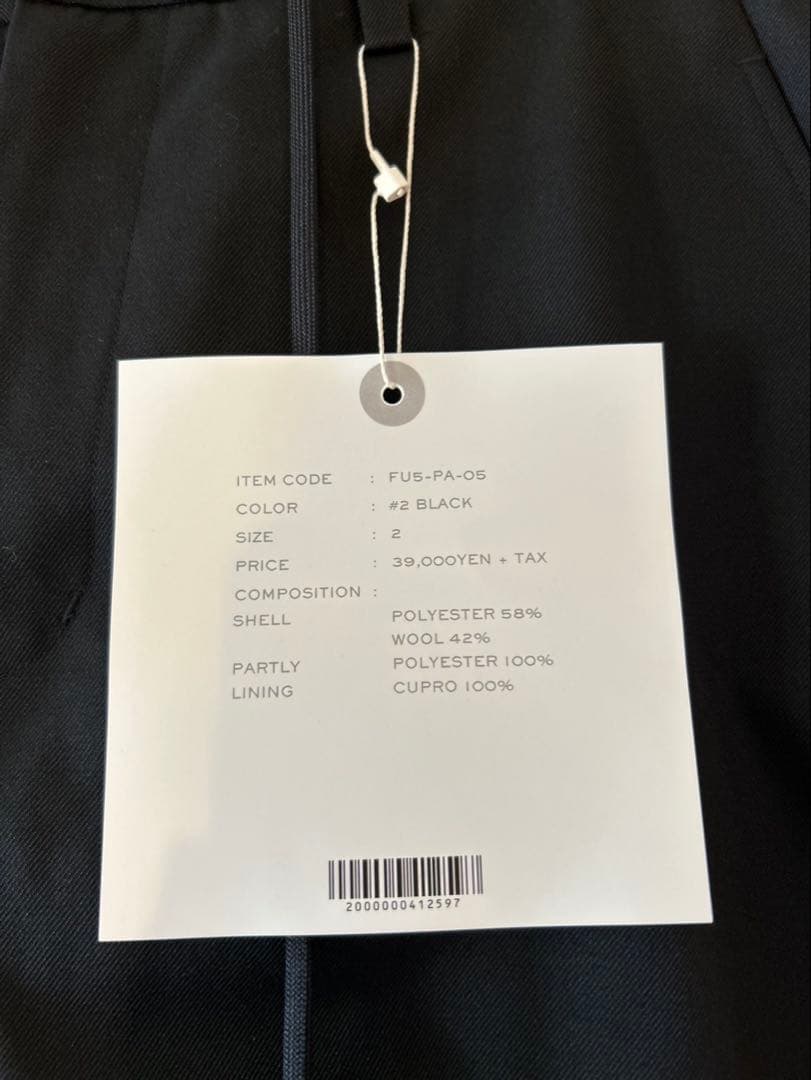 ITEM CODE : FU5-PA-05
COLOR : #2 BLACK
SIZE : 2
PRICE : 39,000YEN + TAX
COMPOSITION :
SHELL POLYESTER 58%
WOOL 42%
PARTLY POLYESTER 100%
LINING CUPRO 100%
2000000412597